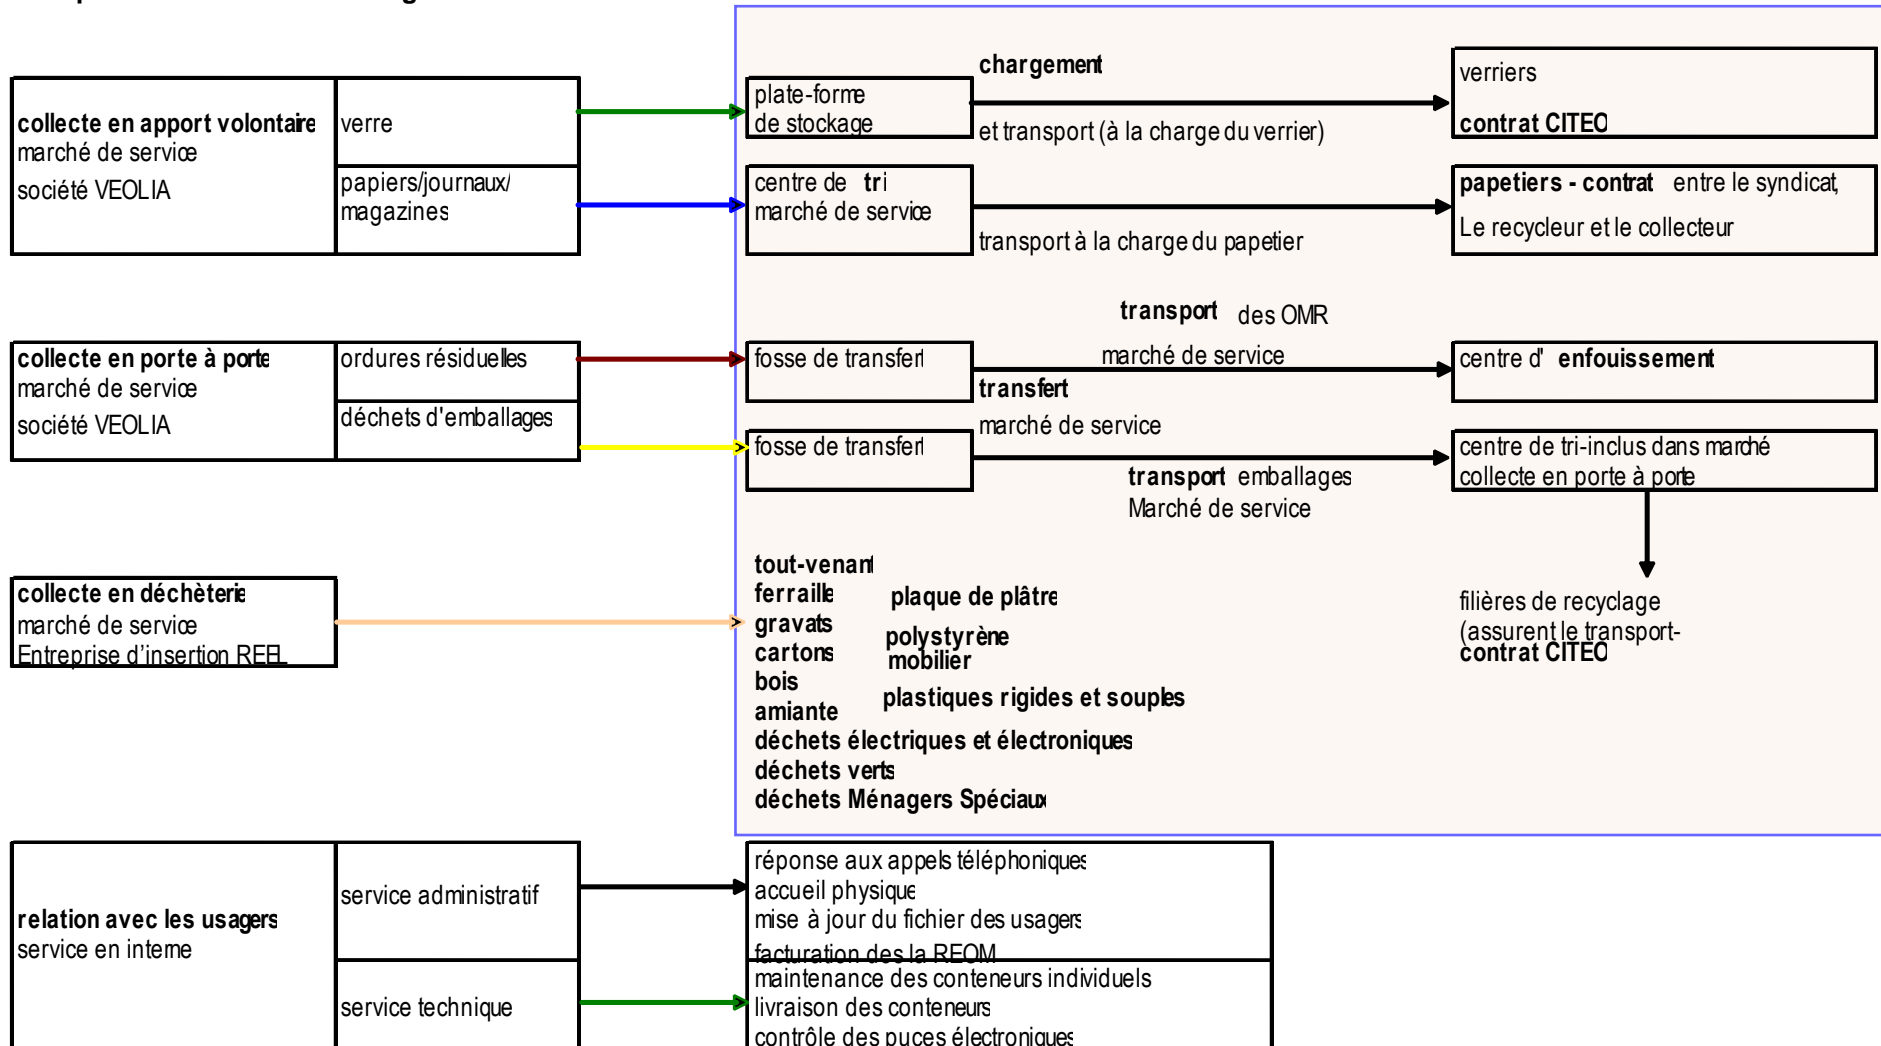 chargement
verriers
plate-forme
de stockage
collecte en apport volontaire
verre
et transport (à la charge du verrier)
contrat CITEO
marché de service
société VEOLIA
papiers/journaux/
magazines
centre de tri
marché de service
papetiers - contrat entre le syndicat,
Le recycleur et le collecteur
transport à la charge du papetier
transport des OMR
marché de service
collecte en porte à porte
marché de service
société VEOLIA
ordures résiduelles
déchets d'emballages
fosse de transfert
centre d' enfouissement
transfert
marché de service
fosse de transfert
centre de tri-inclus dans marché
collecte en porte à porte
transport emballages
Marché de service
collecte en déchèterie
marché de service
Entreprise d’insertion REEL
tout-venant
ferraille
gravats
cartons
bois
amiante
plaque de plâtre
polystyrène
mobilier
plastiques rigides et souples
déchets électriques et électroniques
déchets verts
déchets Ménagers Spéciaux
filières de recyclage
(assurent le transport-
contrat CITEO
relation avec les usagers
service en interne
service administratif
réponse aux appels téléphoniques
accueil physique
mise à jour du fichier des usagers
facturation des la REOM
service technique
maintenance des conteneurs individuels
livraison des conteneurs
contrôle des puces électroniques